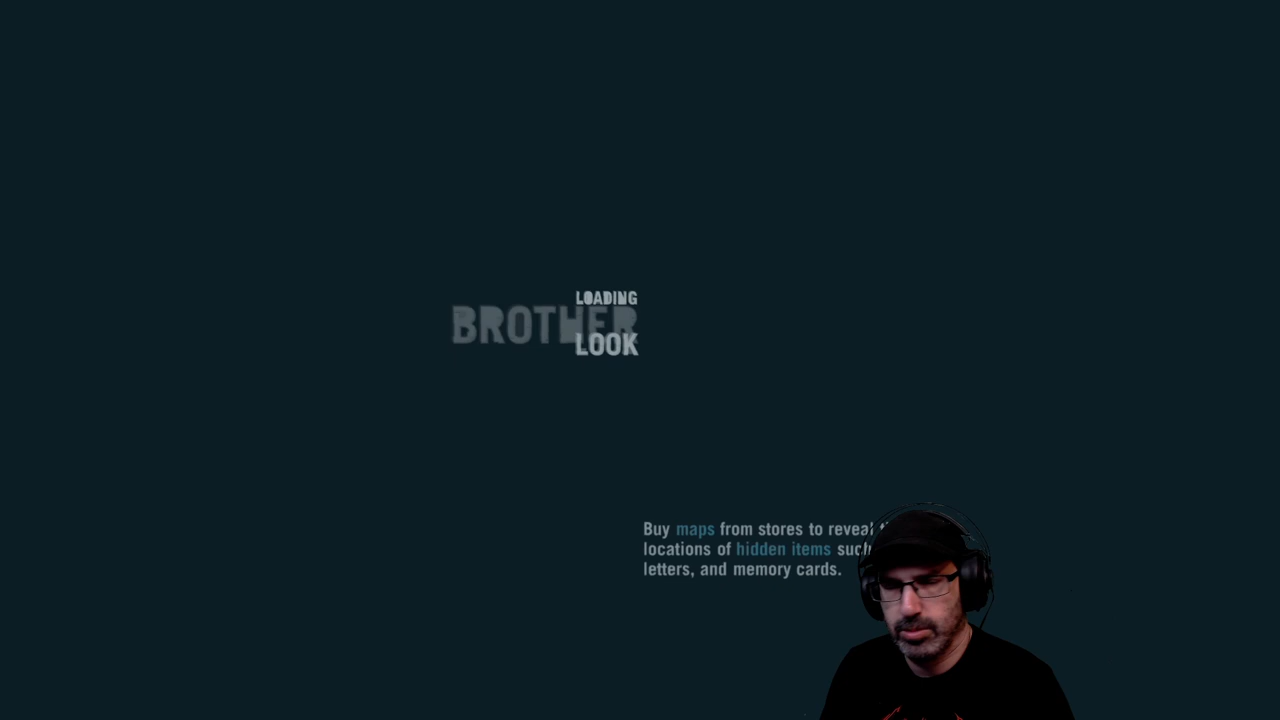 LOADING
BROTHER
LOOK
Buy maps from stores to reveal
locations of hidden items such
letters, and memory cards.